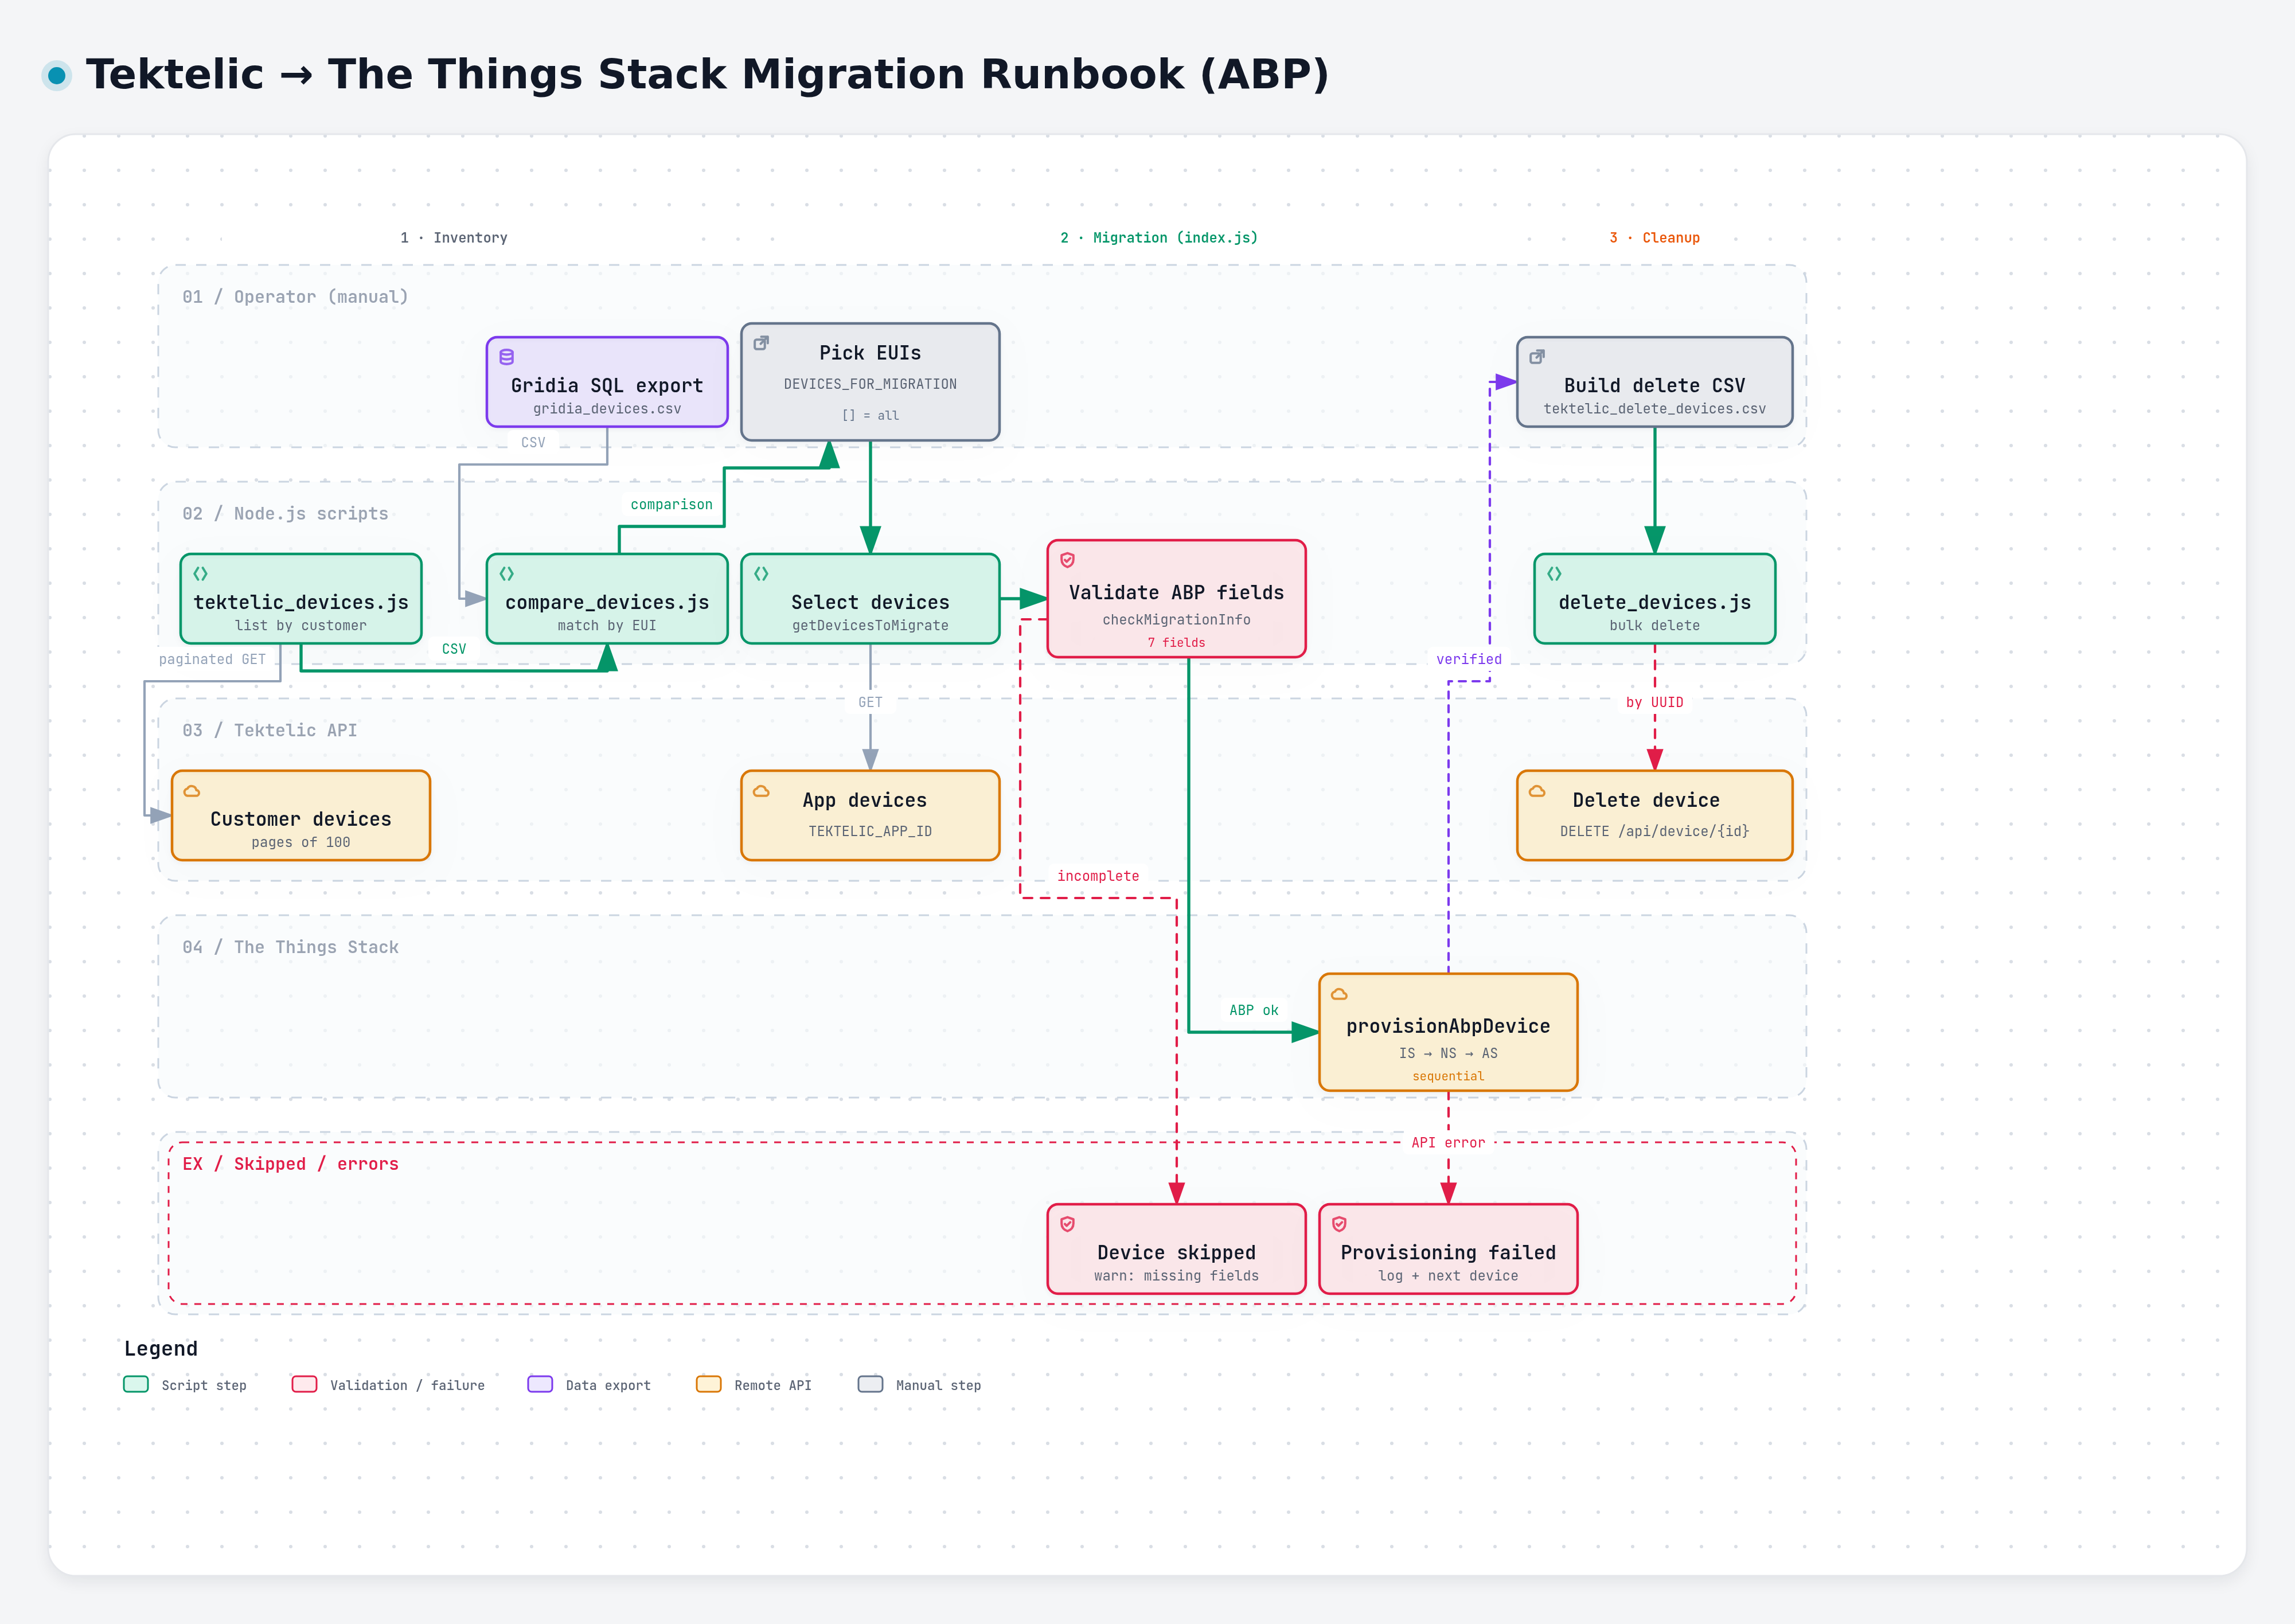 Tektelic → The Things Stack Migration Runbook (ABP)
1 · Inventory
2 · Migration (index.js)
3 · Cleanup
01 / Operator (manual)
Gridia SQL export
gridia_devices.csv
Pick EUIs
DEVICES_FOR_MIGRATION
[] = all
Build delete CSV
tektelic_delete_devices.csv
CSV
comparison
02 / Node.js scripts
tektelic_devices.js
list by customer
compare_devices.js
match by EUI
Select devices
getDevicesToMigrate
Validate ABP fields
checkMigrationInfo
7 fields
delete_devices.js
bulk delete
paginated GET
CSV
verified
GET
by UUID
03 / Tektelic API
Customer devices
pages of 100
App devices
TEKTELIC_APP_ID
Delete device
DELETE /api/device/{id}
incomplete
04 / The Things Stack
ABP ok
provisionAbpDevice
IS → NS → AS
sequential
API error
EX / Skipped / errors
Device skipped
warn: missing fields
Provisioning failed
log + next device
Legend
Script step
Validation / failure
Data export
Remote API
Manual step